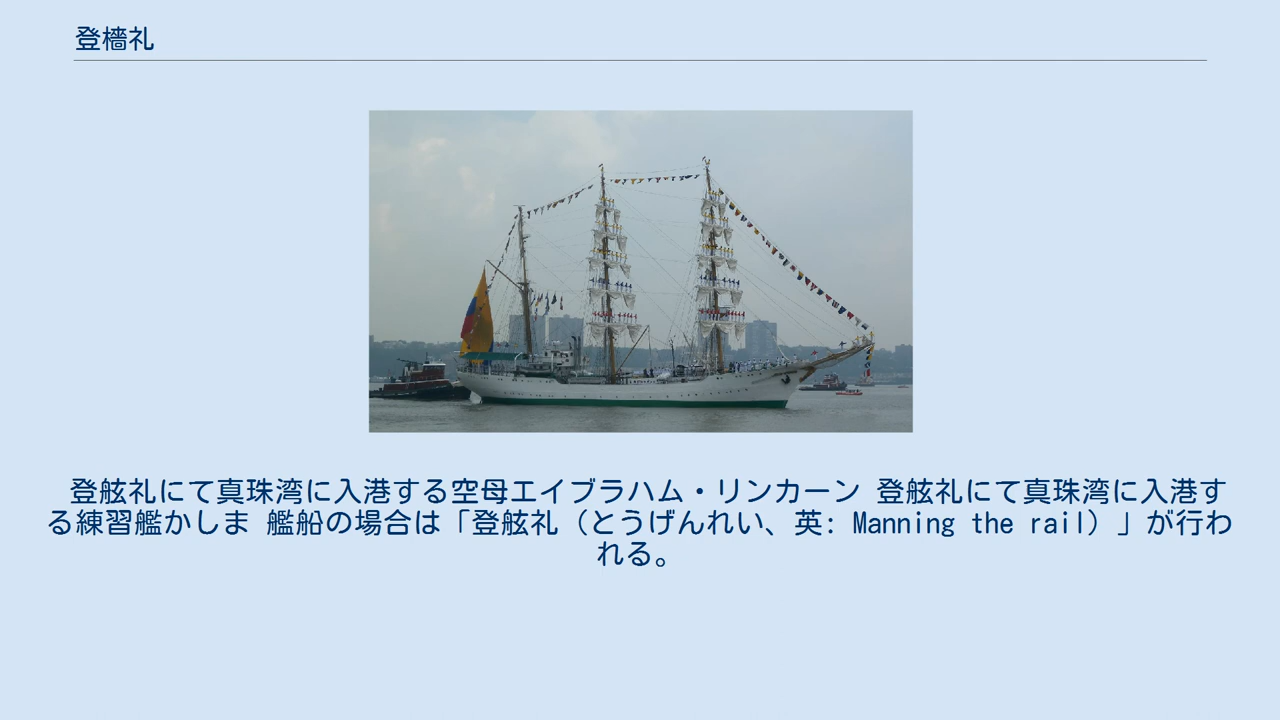 登檣礼
登舷礼にて真珠湾に入港する空母エイブラハム・リンカーン 登舷礼にて真珠湾に入港す
る練習艦かしま 艦船の場合は「登舷礼（とうげんれい、英: Manning the rail）」が行わ
れる。